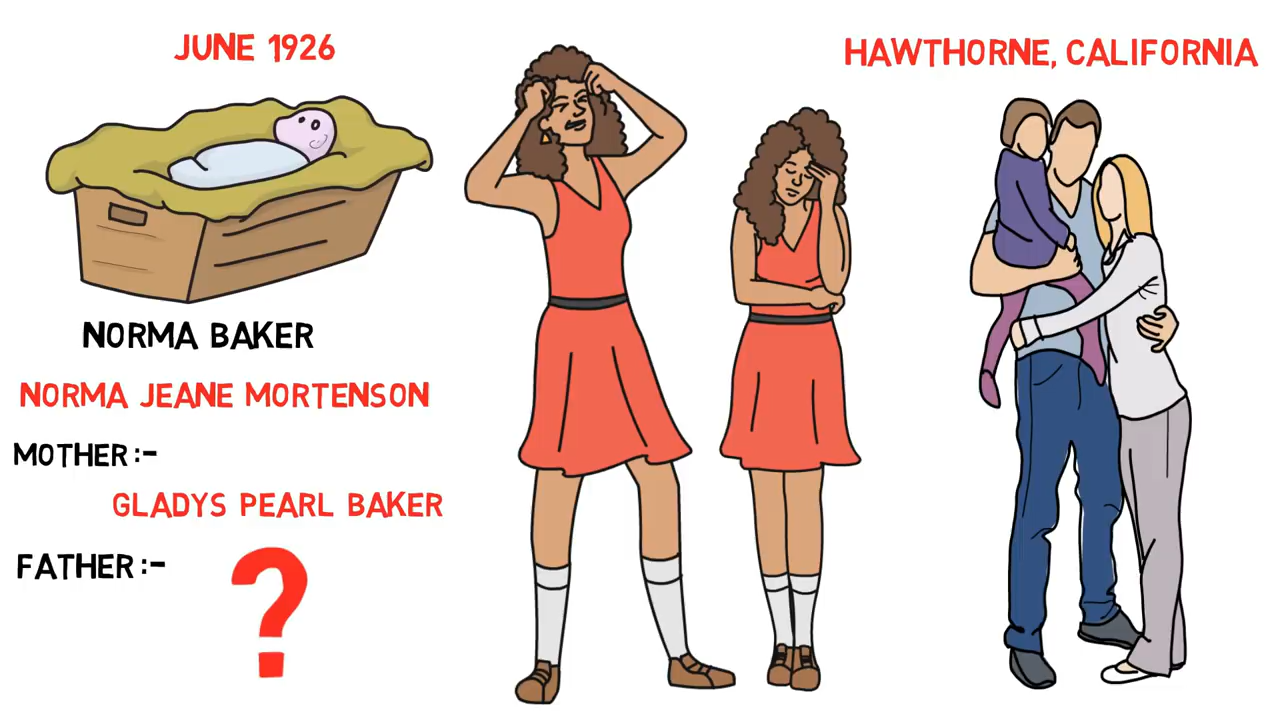 JUNE 1926
NORMA BAKER
NORMA JEANE MORTENSON
MOTHER:-
GLADYS PEARL BAKER
FATHER:-
?
HAWTHORNE, CALIFORNIA